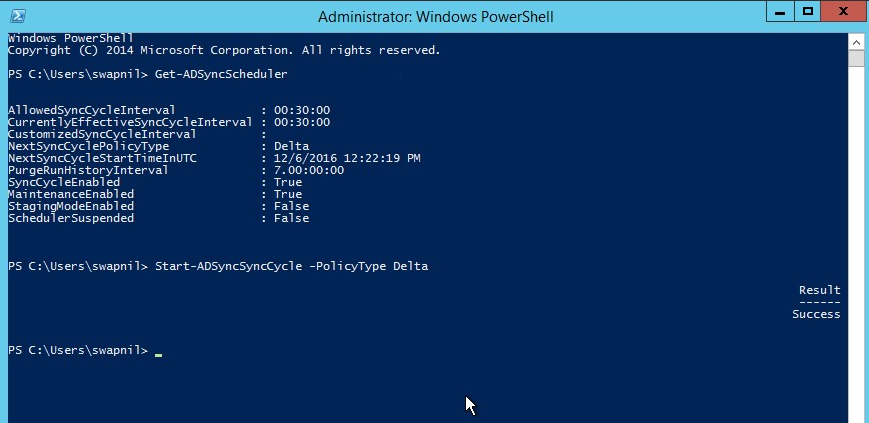 Administrator: Windows PowerShell
Windows PowerShell
Copyright (C) 2014 Microsoft Corporation. All rights reserved.
PS C:\Users\swapnil> Get-ADSyncScheduler
AllowedSyncCycleInterval : 00:30:00
CurrentlyEffectiveSyncCycleInterval : 00:30:00
CustomizedSyncCycleInterval :
NextSyncCyclePolicyType : Delta
NextSyncCycleStartTimeInUTC : 12/6/2016 12:22:19 PM
PurgeRunHistoryInterval : 7.00:00:00
SyncCycleEnabled : True
MaintenanceEnabled : True
StagingModeEnabled : False
SchedulerSuspended : False
PS C:\Users\swapnil> Start-ADSyncSyncCycle -PolicyType Delta
Result
------
Success
PS C:\Users\swapnil> _